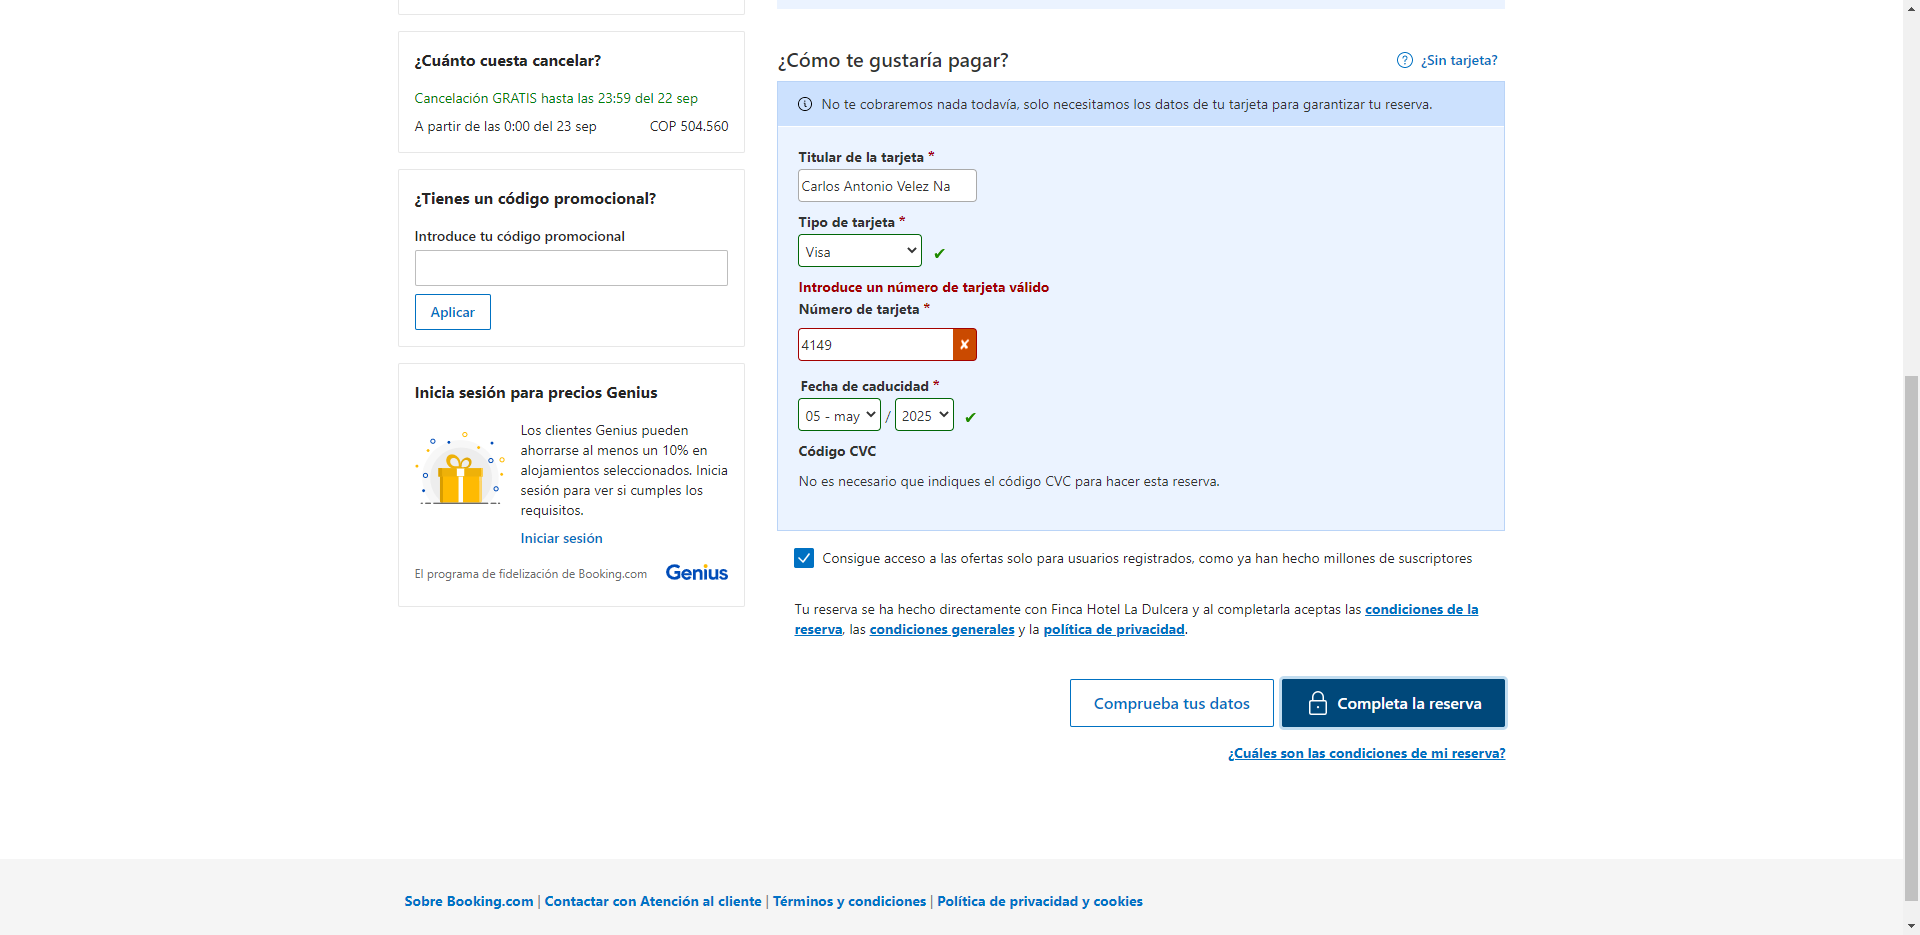 ¿Cuánto cuesta cancelar?
Cancelación GRATIS hasta las 23:59 del 22 sep
A partir de las 0:00 del 23 sep COP 504.560
¿Tienes un código promocional?
Introduce tu código promocional
Aplicar
Inicia sesión para precios Genius
Los clientes Genius pueden
ahorrarse al menos un 10% en
alojamientos seleccionados. Inicia
sesión para ver si cumples los
requisitos.
Iniciar sesión
El programa de fidelización de Booking.com Genius
¿Cómo te gustaría pagar?
¿Sin tarjeta?
No te cobraremos nada todavía, solo necesitamos los datos de tu tarjeta para garantizar tu reserva.
Titular de la tarjeta *
Carlos Antonio Velez Na
Tipo de tarjeta *
Visa
Introduce un número de tarjeta válido
Número de tarjeta *
4149
Fecha de caducidad *
05 - may / 2025
Código CVC
No es necesario que indiques el código CVC para hacer esta reserva.
Consigue acceso a las ofertas solo para usuarios registrados, como ya han hecho millones de suscriptores
Tu reserva se ha hecho directamente con Finca Hotel La Dulcera y al completarla aceptas las condiciones de la
reserva, las condiciones generales y la política de privacidad.
Comprueba tus datos
Completa la reserva
¿Cuáles son las condiciones de mi reserva?
Sobre Booking.com | Contactar con Atención al cliente | Términos y condiciones | Política de privacidad y cookies